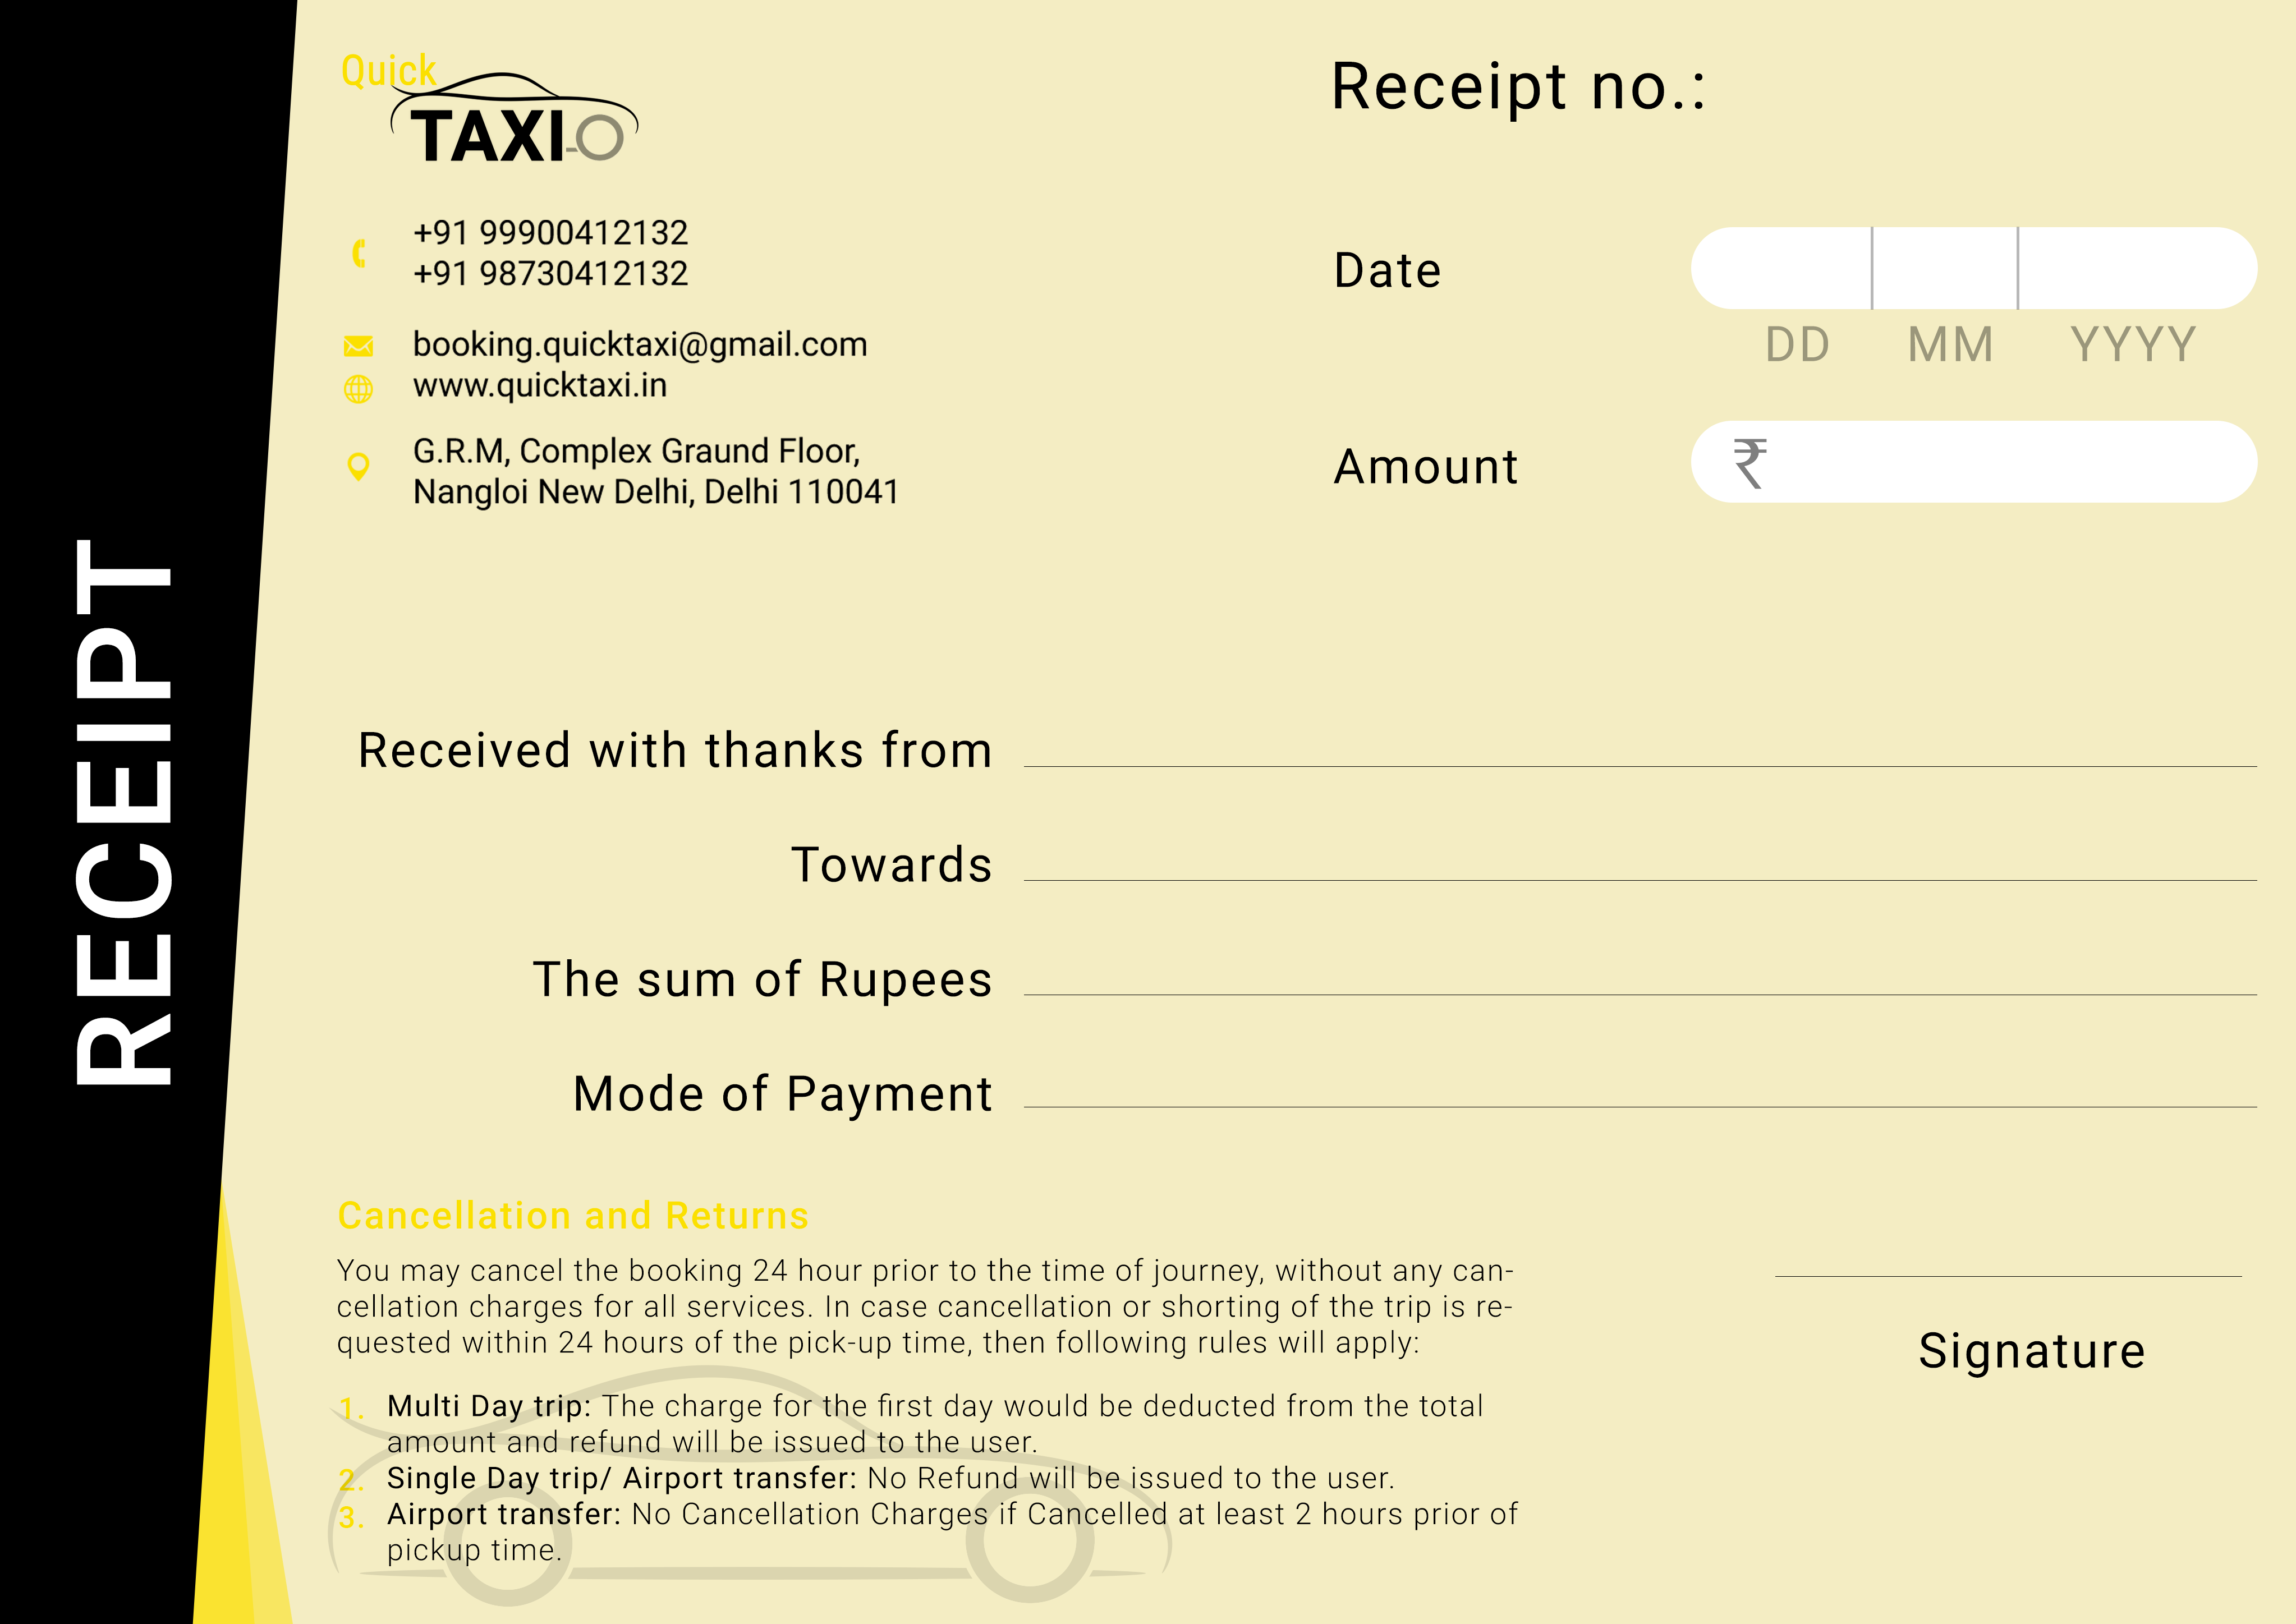 RECEIPT
Quick
TAXI
+91 99900412132
+91 98730412132
booking.quicktaxi@gmail.com
www.quicktaxi.in
G.R.M, Complex Graund Floor,
Nangloi New Delhi, Delhi 110041
Receipt no.:
Date
DD MM YYYY
Amount ₹
Received with thanks from
Towards
The sum of Rupees
Mode of Payment
Cancellation and Returns
You may cancel the booking 24 hour prior to the time of journey, without any can-
cellation charges for all services. In case cancellation or shorting of the trip is re-
quested within 24 hours of the pick-up time, then following rules will apply:
1. Multi Day trip: The charge for the first day would be deducted from the total
amount and refund will be issued to the user.
2. Single Day trip/ Airport transfer: No Refund will be issued to the user.
3. Airport transfer: No Cancellation Charges if Cancelled at least 2 hours prior of
pickup time.
Signature